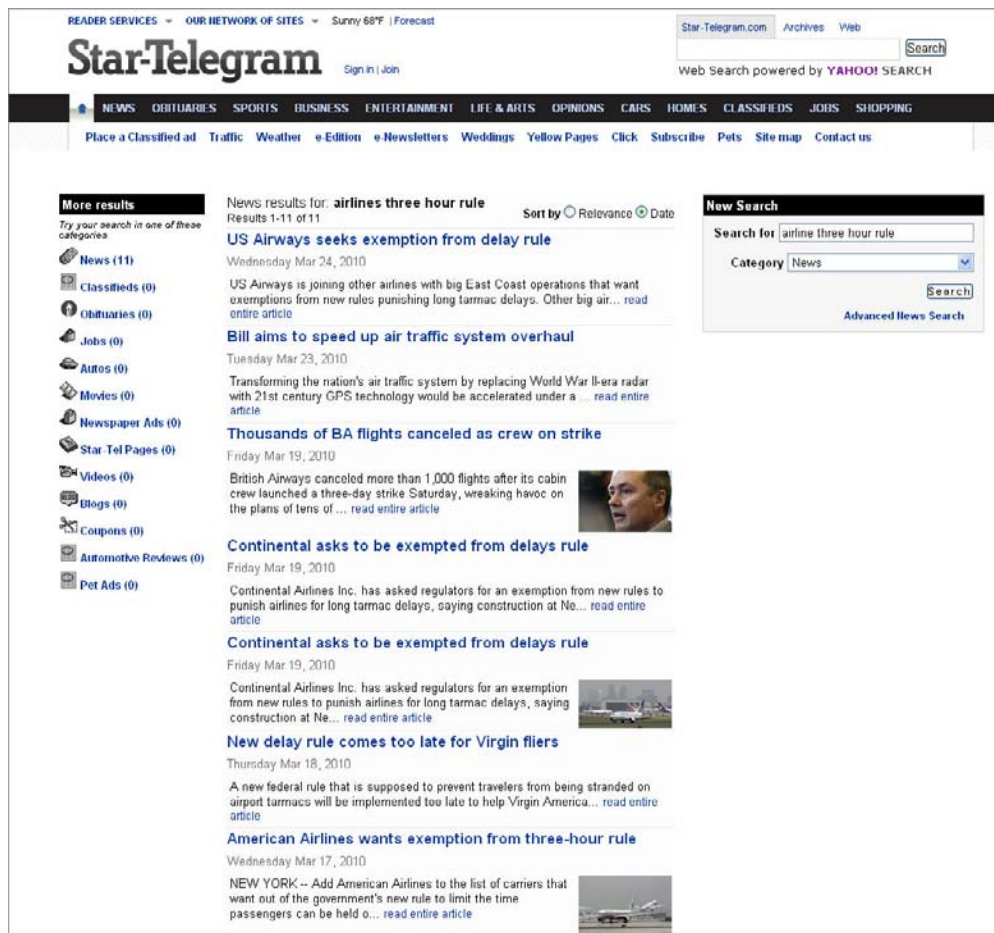 READER SERVICES OUR NETWORK OF SITES Sunny 68°F | Forecast
Star-Telegram
Sign in | Join
Star-Telegram.com Archives Web
Search
Web Search powered by YAHOO! SEARCH
NEWS OBITUARIES SPORTS BUSINESS ENTERTAINMENT LIFE & ARTS OPINIONS CARS HOMES CLASSIFIEDS JOBS SHOPPING
Place a Classified ad Traffic Weather e-Edition e-Newsletters Weddings Yellow Pages Click Subscribe Pets Site map Contact us
More results
Try your search in one of these
categories
News (11)
Classifieds (0)
Obituaries (0)
Jobs (0)
Autos (0)
Movies (0)
Newspaper Ads (0)
Star-Tel Pages (0)
Videos (0)
BLOG
Blogs (0)
Coupons (0)
Automotive Reviews (0)
Pet Ads (0)
News results for: airlines three hour rule
Results 1-11 of 11
Sort by Relevance Date
US Airways seeks exemption from delay rule
Wednesday Mar 24, 2010
US Airways is joining other airlines with big East Coast operations that want
exemptions from new rules punishing long tarmac delays. Other big air... read
entire article
Bill aims to speed up air traffic system overhaul
Tuesday Mar 23, 2010
Transforming the nation's air traffic system by replacing World War II-era radar
with 21st century GPS technology would be accelerated under a ... read entire
article
Thousands of BA flights canceled as crew on strike
Friday Mar 19, 2010
British Airways canceled more than 1,000 flights after its cabin
crew launched a three-day strike Saturday, wreaking havoc on
the plans of tens of ... read entire article
Continental asks to be exempted from delays rule
Friday Mar 19, 2010
Continental Airlines Inc. has asked regulators for an exemption from new rules to
punish airlines for long tarmac delays, saying construction at Ne... read entire
article
Continental asks to be exempted from delays rule
Friday Mar 19, 2010
Continental Airlines Inc. has asked regulators for an exemption
from new rules to punish airlines for long tarmac delays, saying
construction at Ne... read entire article
New delay rule comes too late for Virgin fliers
Thursday Mar 18, 2010
A new federal rule that is supposed to prevent travelers from being stranded on
airport tarmacs will be implemented too late to help Virgin America... read entire
article
American Airlines wants exemption from three-hour rule
Wednesday Mar 17, 2010
NEW YORK -- Add American Airlines to the list of carriers that
want out of the government's new rule to limit the time
passengers can be held o... read entire article
New Search
Search for airline three hour rule
Category News
Search
Advanced News Search